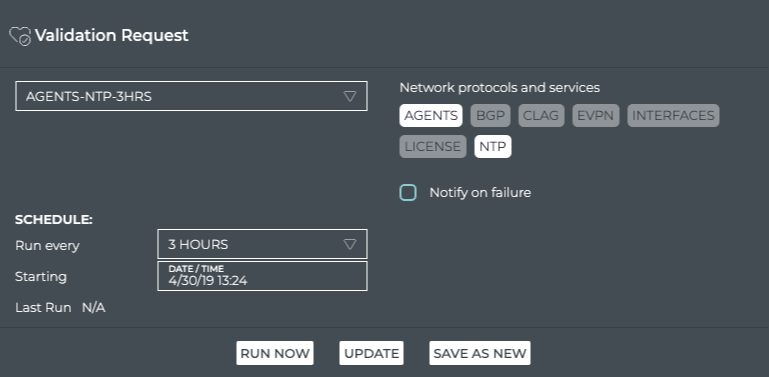 Validation Request
AGENTS-NTP-3HRS
Network protocols and services
AGENTS BGP CLAG EVPN INTERFACES
LICENSE NTP
Notify on failure
SCHEDULE:
Run every 3 HOURS
Starting DATE / TIME
4/30/19 13:24
Last Run N/A
RUN NOW UPDATE SAVE AS NEW